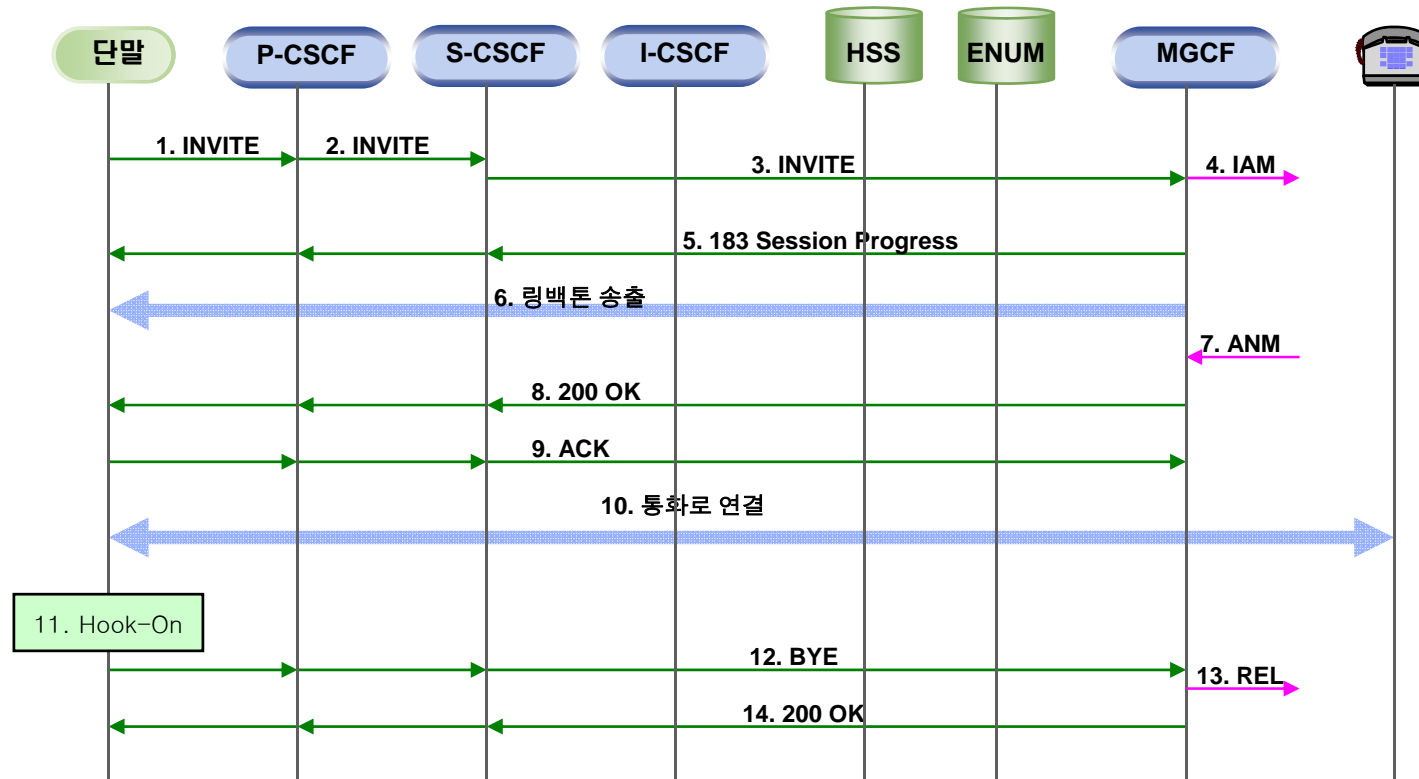 단말
P-CSCF
S-CSCF
I-CSCF
HSS
ENUM
MGCF
1. INVITE
2. INVITE
3. INVITE
4. IAM
5. 183 Session Progress
6. 링백톤 송출
7. ANM
8. 200 OK
9. ACK
10. 통화로 연결
11. Hook-On
12. BYE
13. REL
14. 200 OK